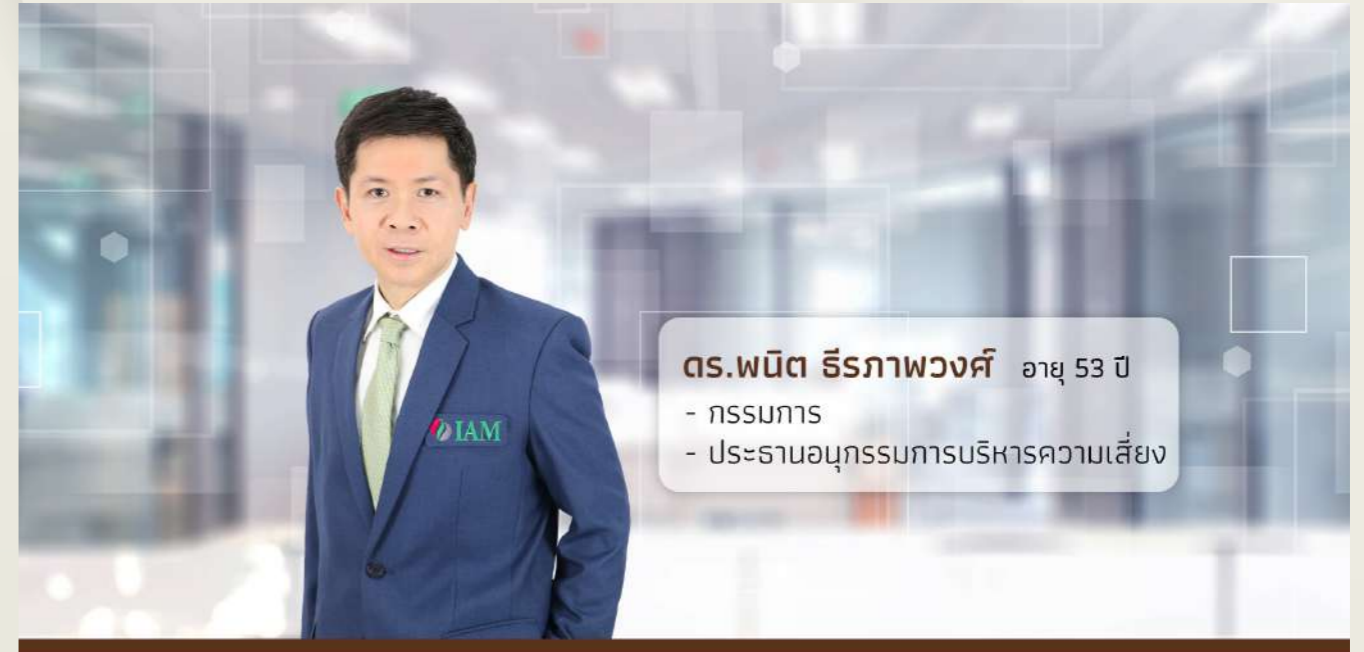 IAM
ดร.พนิต ธีรภาพวงศ์ อายุ 53 ปี
- กรรมการ
- ประธานอนุกรรมการบริหารความเสี่ยง